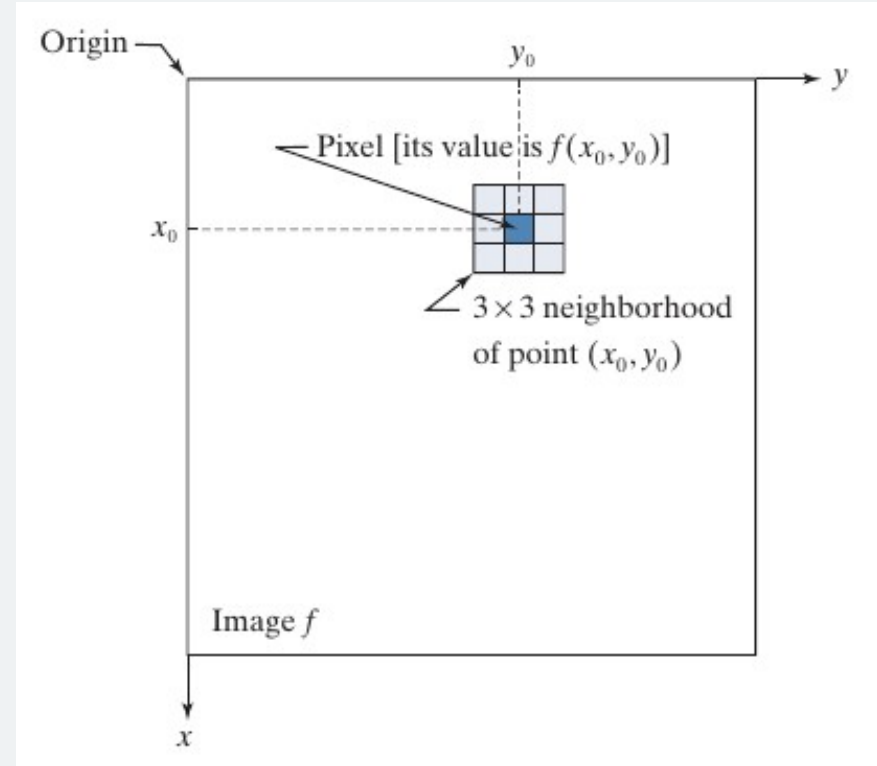 Origin
y₀
y
Pixel [its value is f(x₀, y₀)]
x₀
3 × 3 neighborhood
of point (x₀, y₀)
Image f
x